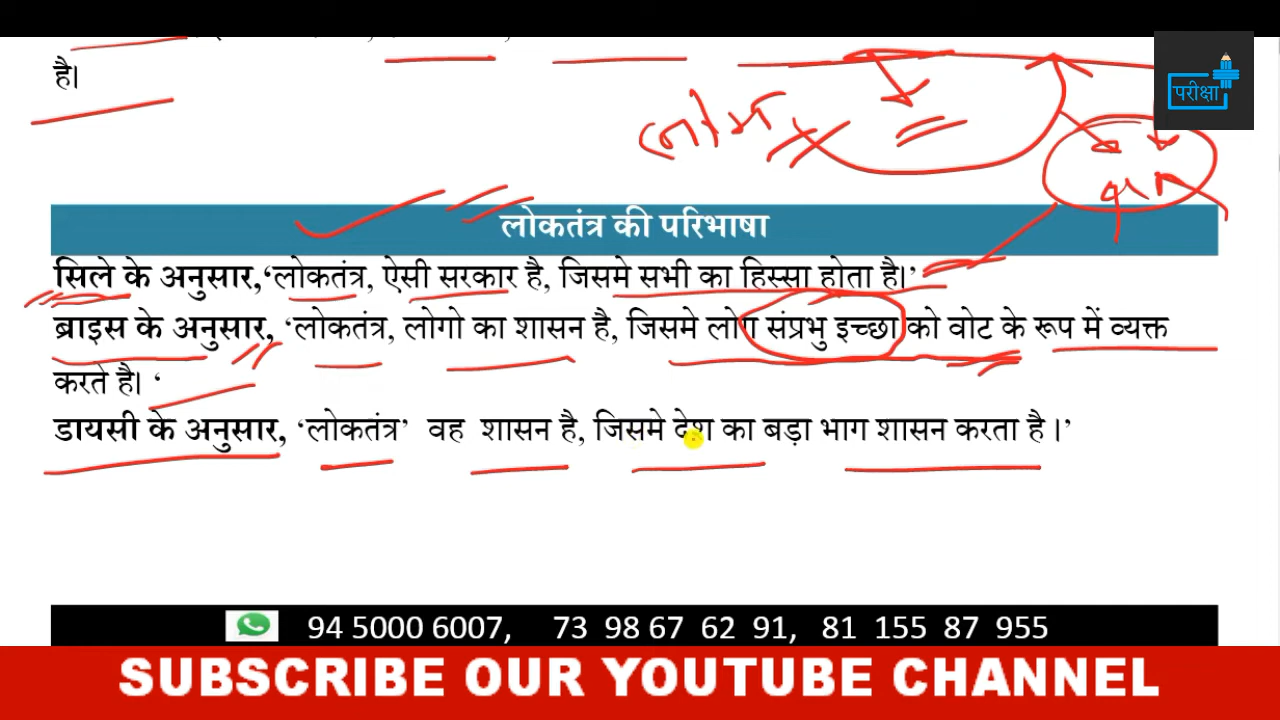 है।
परीक्षा
लोकतंत्र की परिभाषा
सिले के अनुसार,‘लोकतंत्र, ऐसी सरकार है, जिसमे सभी का हिस्सा होता है।’
ब्राइस के अनुसार, ‘लोकतंत्र, लोगो का शासन है, जिसमे लोग संप्रभु इच्छा को वोट के रूप में व्यक्त
करते है। ‘
डायसी के अनुसार, ‘लोकतंत्र’ वह शासन है, जिसमे देश का बड़ा भाग शासन करता है।’
94 5000 6007, 73 98 67 62 91, 81 155 87 955
SUBSCRIBE OUR YOUTUBE CHANNEL